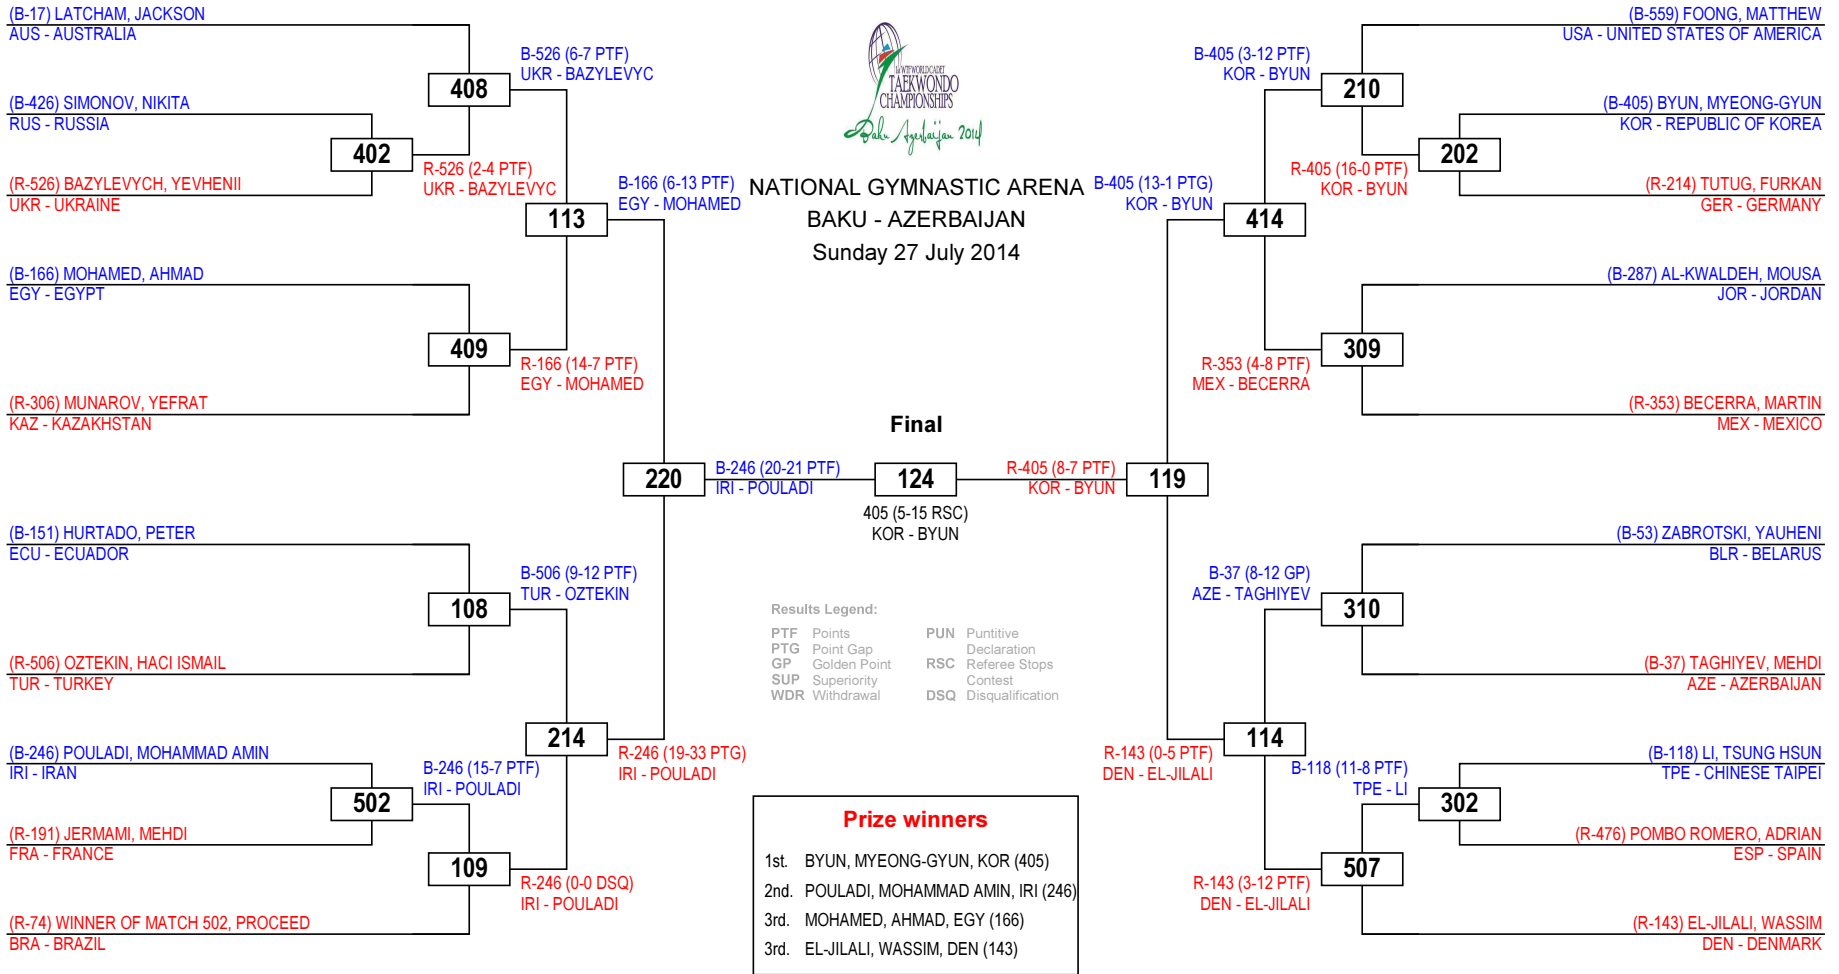 (B-17) LATCHAM, JACKSON
AUS - AUSTRALIA
B-526 (6-7 PTF)
UKR - BAZYLEVYC
408
(B-426) SIMONOV, NIKITA
RUS - RUSSIA
402
R-526 (2-4 PTF)
UKR - BAZYLEVYC
(R-526) BAZYLEVYCH, YEVHENII
UKR - UKRAINE
B-166 (6-13 PTF)
EGY - MOHAMED
113
(B-166) MOHAMED, AHMAD
EGY - EGYPT
409
R-166 (14-7 PTF)
EGY - MOHAMED
(R-306) MUNAROV, YEFRAT
KAZ - KAZAKHSTAN
220
B-246 (20-21 PTF)
IRI - POULADI
(B-151) HURTADO, PETER
ECU - ECUADOR
B-506 (9-12 PTF)
TUR - OZTEKIN
108
(R-506) OZTEKIN, HACI ISMAIL
TUR - TURKEY
214
R-246 (19-33 PTG)
IRI - POULADI
(B-246) POULADI, MOHAMMAD AMIN
IRI - IRAN
B-246 (15-7 PTF)
IRI - POULADI
502
(R-191) JERMAMI, MEHDI
FRA - FRANCE
109
R-246 (0-0 DSQ)
IRI - POULADI
(R-74) WINNER OF MATCH 502, PROCEED
BRA - BRAZIL
1st WTF WORLD CADET
TAEKWONDO
CHAMPIONSHIPS
Baku Azerbaijan 2014
NATIONAL GYMNASTIC ARENA
BAKU - AZERBAIJAN
Sunday 27 July 2014
Final
124
405 (5-15 RSC)
KOR - BYUN
Results Legend:
PTF Points
PTG Point Gap
GP Golden Point
SUP Superiority
WDR Withdrawal
PUN Puntitive
Declaration
RSC Referee Stops
Contest
DSQ Disqualification
Prize winners
1st. BYUN, MYEONG-GYUN, KOR (405)
2nd. POULADI, MOHAMMAD AMIN, IRI (246)
3rd. MOHAMED, AHMAD, EGY (166)
3rd. EL-JILALI, WASSIM, DEN (143)
(B-559) FOONG, MATTHEW
USA - UNITED STATES OF AMERICA
B-405 (3-12 PTF)
KOR - BYUN
210
(B-405) BYUN, MYEONG-GYUN
KOR - REPUBLIC OF KOREA
202
R-405 (16-0 PTF)
KOR - BYUN
(R-214) TUTUG, FURKAN
GER - GERMANY
B-405 (13-1 PTG)
KOR - BYUN
414
(B-287) AL-KWALDEH, MOUSA
JOR - JORDAN
309
R-353 (4-8 PTF)
MEX - BECERRA
(R-353) BECERRA, MARTIN
MEX - MEXICO
R-405 (8-7 PTF)
KOR - BYUN
119
(B-53) ZABROTSKI, YAUHENI
BLR - BELARUS
B-37 (8-12 GP)
AZE - TAGHIYEV
310
(B-37) TAGHIYEV, MEHDI
AZE - AZERBAIJAN
114
R-143 (0-5 PTF)
DEN - EL-JILALI
(B-118) LI, TSUNG HSUN
TPE - CHINESE TAIPEI
B-118 (11-8 PTF)
TPE - LI
302
(R-476) POMBO ROMERO, ADRIAN
ESP - SPAIN
507
R-143 (3-12 PTF)
DEN - EL-JILALI
(R-143) EL-JILALI, WASSIM
DEN - DENMARK